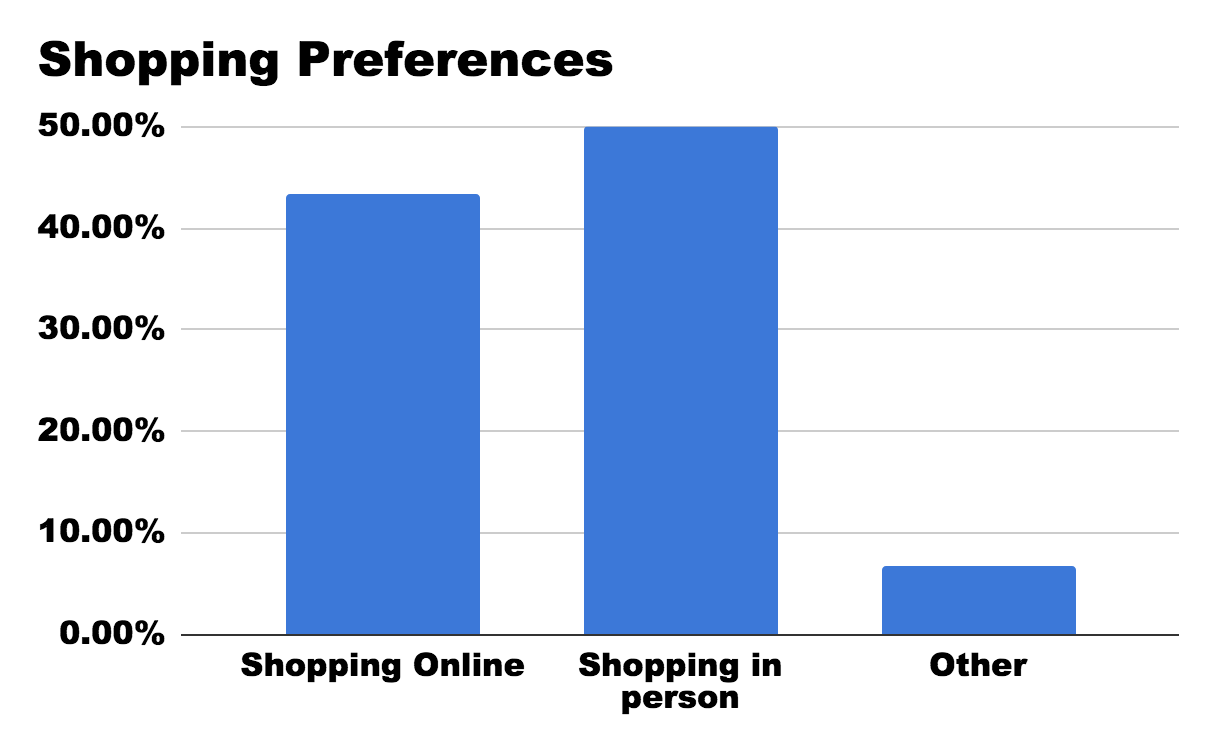 Shopping Preferences
50.00%
40.00%
30.00%
20.00%
10.00%
0.00%
Shopping Online
Shopping in
person
Other